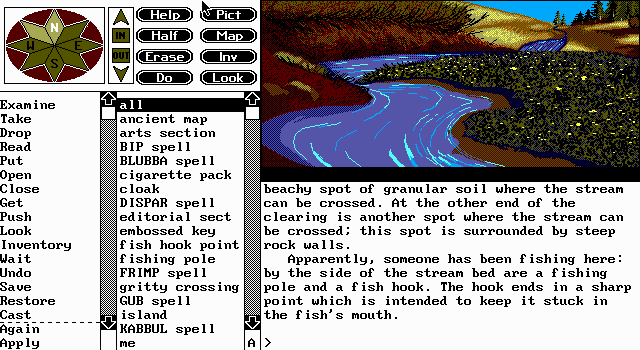 N
W E
S
IN
OUT
Help Pict
Half Map
Erase Inv
Do Look
Examine
Take
Drop
Read
Put
Open
Close
Get
Push
Look
Inventory
Wait
Undo
Save
Restore
Cast
Again
Apply
all
ancient map
arts section
BIP spell
BLUBBA spell
cigarette pack
cloak
DISPAR spell
editorial sect
embossed key
fish hook point
fishing pole
FRIMP spell
gritty crossing
GUB spell
island
KABBUL spell
me
A
beachy spot of granular soil where the stream
can be crossed. At the other end of the
clearing is another spot where the stream can
be crossed; this spot is surrounded by steep
rock walls.
Apparently, someone has been fishing here:
by the side of the stream bed are a fishing
pole and a fish hook. The hook ends in a sharp
point which is intended to keep it stuck in
the fish's mouth.
>